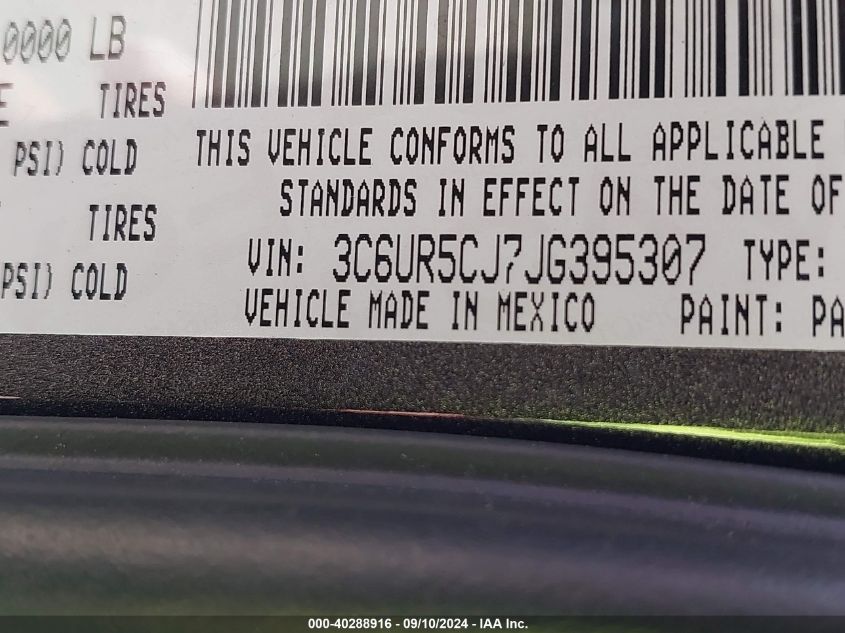 0000 LB
TIRES
PSI) COLD
TIRES
PSI) COLD
THIS VEHICLE CONFORMS TO ALL APPLICABLE
STANDARDS IN EFFECT ON THE DATE OF
VIN: 3C6UR5CJ7JG395307 TYPE:
VEHICLE MADE IN MEXICO PAINT: PA
000-40288916 - 09/10/2024 - IAA Inc.